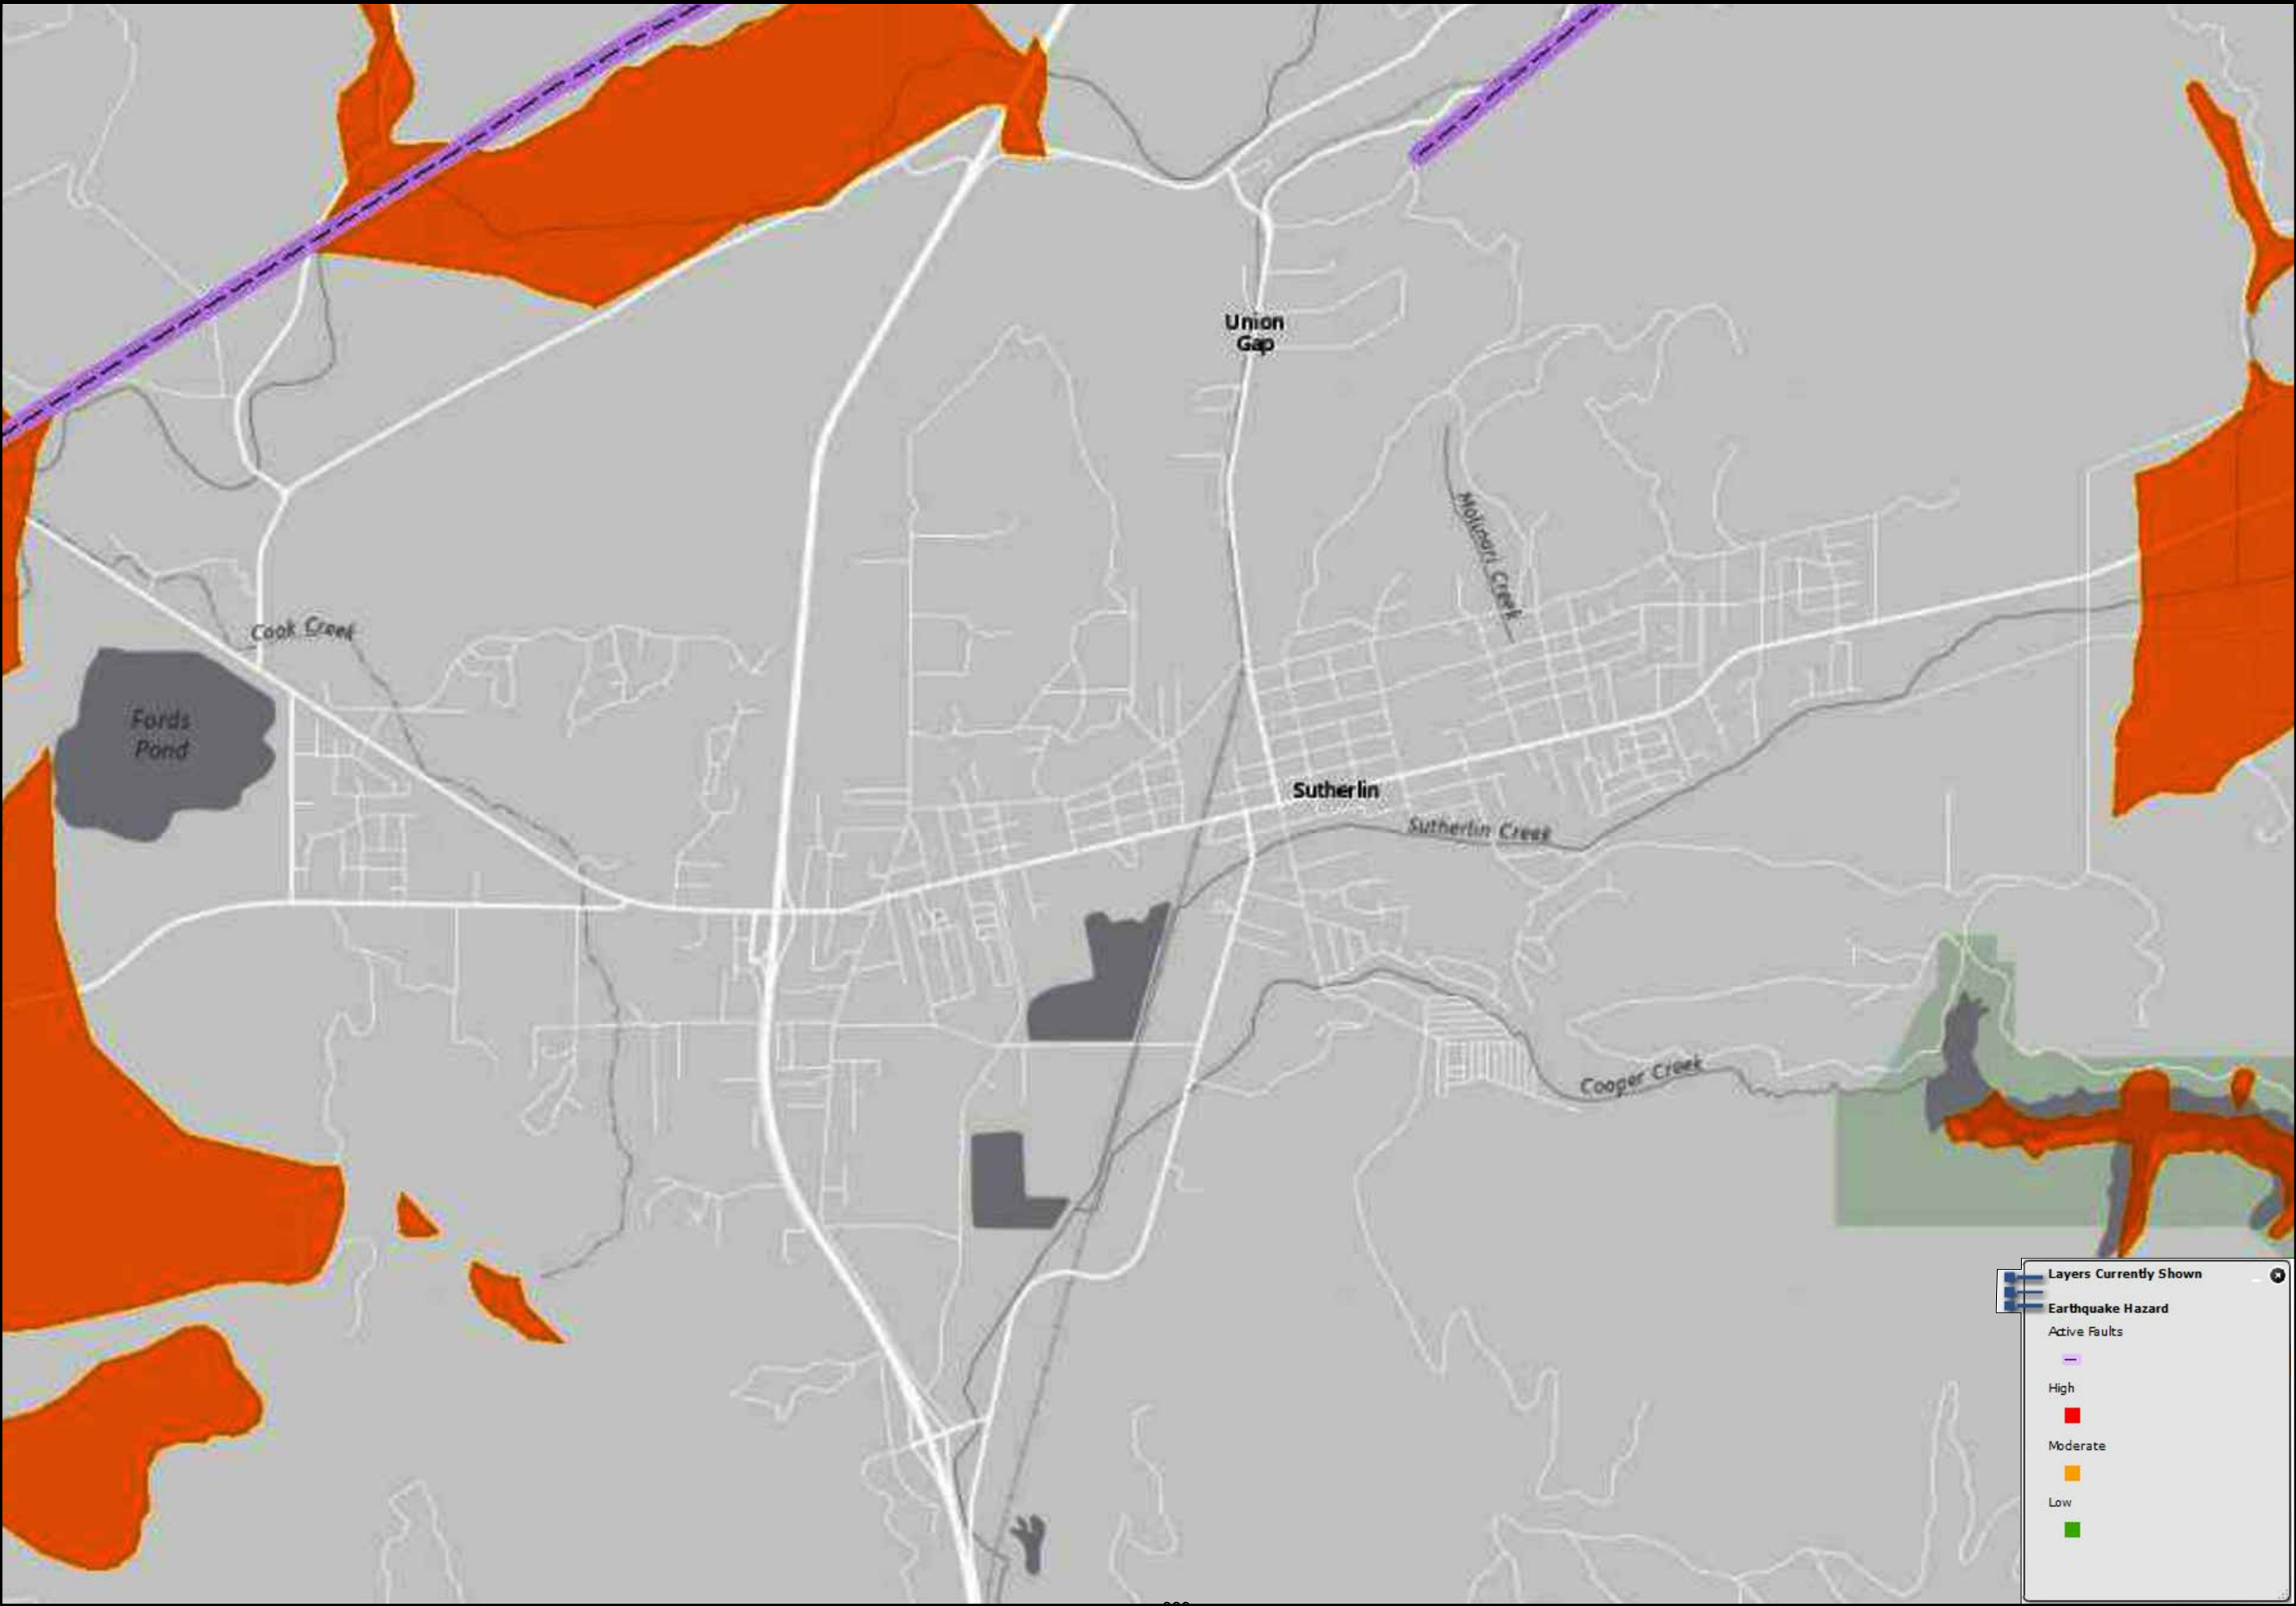 Union
Gap
Molinari Creek
Cook Creek
Fords
Pond
Sutherlin
Sutherlin Creek
Cooper Creek
Layers Currently Shown
Earthquake Hazard
Active Faults
High
Moderate
Low